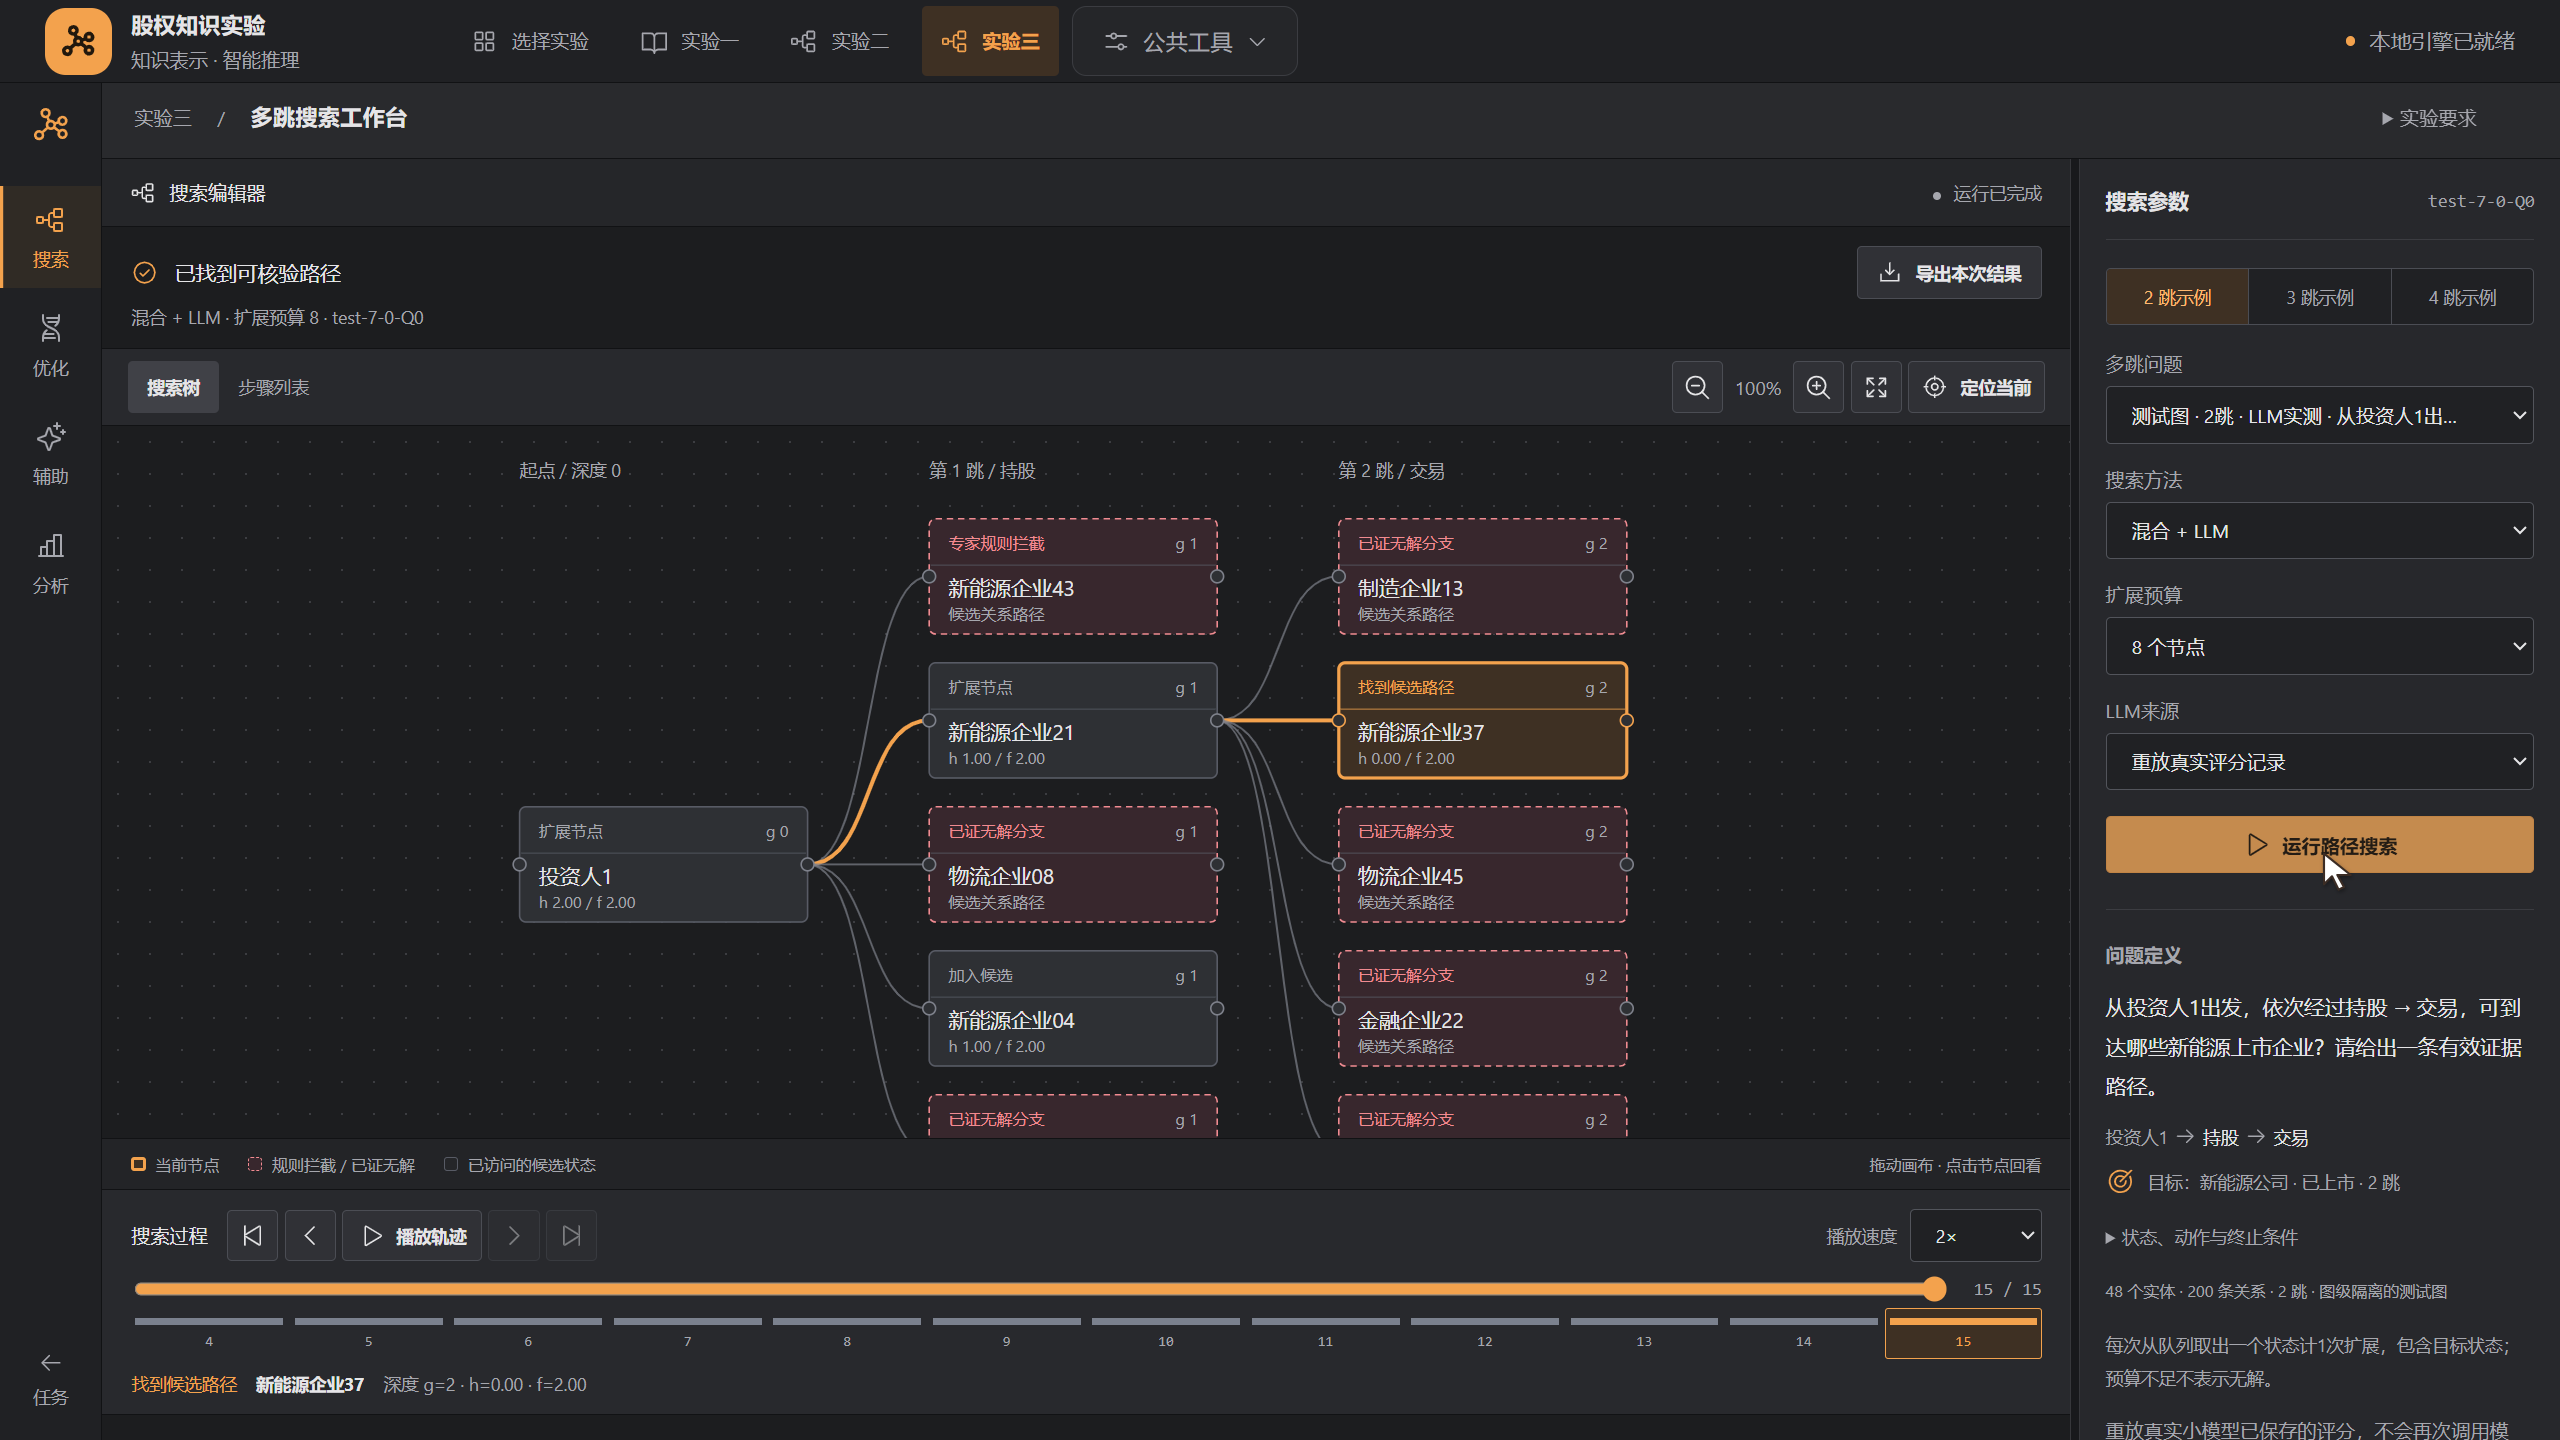 股权知识实验
知识表示 · 智能推理
选择实验
实验一
实验二
实验三
公共工具
本地引擎已就绪
实验三 / 多跳搜索工作台
实验要求
搜索
优化
辅助
分析
任务
搜索编辑器
运行已完成
已找到可核验路径
混合 + LLM · 扩展预算 8 · test-7-0-Q0
导出本次结果
搜索树
步骤列表
100%
定位当前
起点 / 深度 0
第 1 跳 / 持股
第 2 跳 / 交易
扩展节点 g 0
投资人1
h 2.00 / f 2.00
专家规则拦截 g 1
新能源企业43
候选关系路径
扩展节点 g 1
新能源企业21
h 1.00 / f 2.00
已证无解分支 g 1
物流企业08
候选关系路径
加入候选 g 1
新能源企业04
h 1.00 / f 2.00
已证无解分支 g 1
已证无解分支 g 2
制造企业13
候选关系路径
找到候选路径 g 2
新能源企业37
h 0.00 / f 2.00
已证无解分支 g 2
物流企业45
候选关系路径
已证无解分支 g 2
金融企业22
候选关系路径
已证无解分支 g 2
当前节点
规则拦截 / 已证无解
已访问的候选状态
拖动画布 · 点击节点回看
搜索过程
播放轨迹
播放速度
2×
15 / 15
4 5 6 7 8 9 10 11 12 13 14 15
找到候选路径 新能源企业37 深度 g=2 · h=0.00 · f=2.00
搜索参数
test-7-0-Q0
2 跳示例
3 跳示例
4 跳示例
多跳问题
测试图 · 2跳 · LLM实测 · 从投资人1出...
搜索方法
混合 + LLM
扩展预算
8 个节点
LLM来源
重放真实评分记录
运行路径搜索
问题定义
从投资人1出发，依次经过持股 → 交易，可到
达哪些新能源上市企业？请给出一条有效证据
路径。
投资人1 → 持股 → 交易
目标：新能源公司 · 已上市 · 2 跳
▶ 状态、动作与终止条件
48 个实体 · 200 条关系 · 2 跳 · 图级隔离的测试图
每次从队列取出一个状态计1次扩展，包含目标状态；
预算不足不表示无解。
重放真实小模型已保存的评分，不会再次调用模